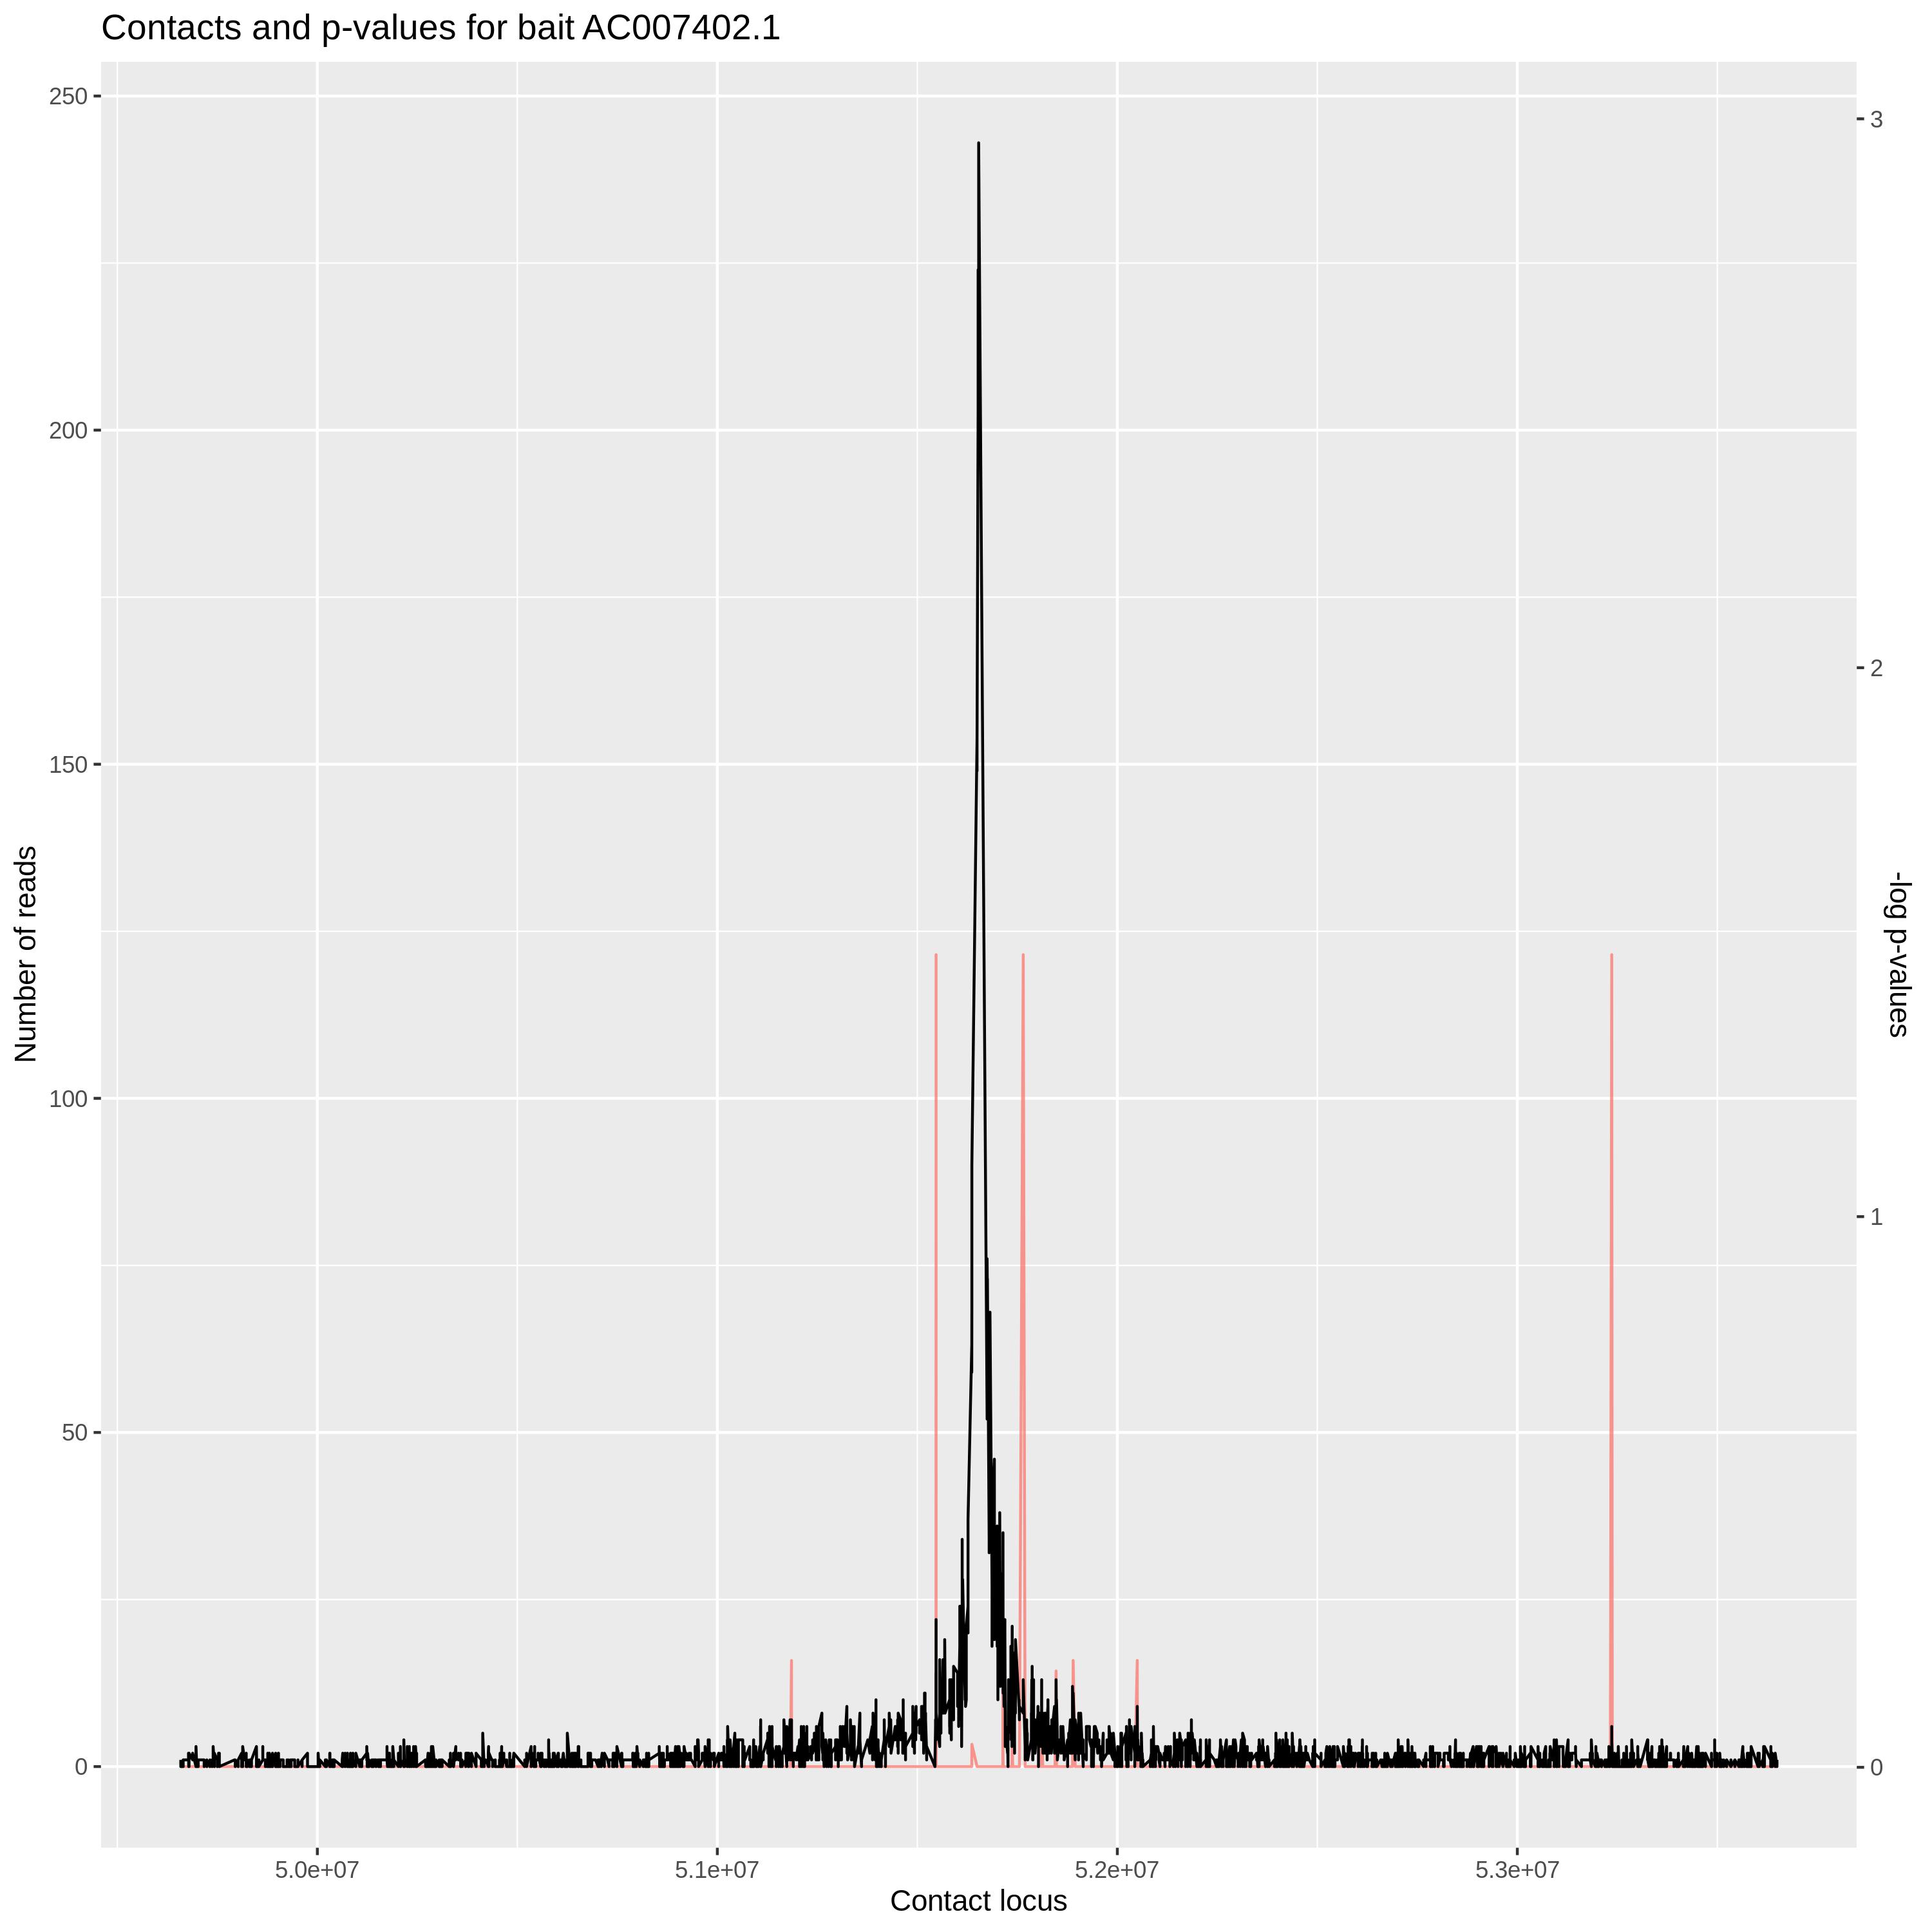 Contacts and p-values for bait AC007402.1
250
200
150
100
50
0
Number of reads
3
2
1
0
-log p-values
5.0e+07 5.1e+07 5.2e+07 5.3e+07
Contact locus